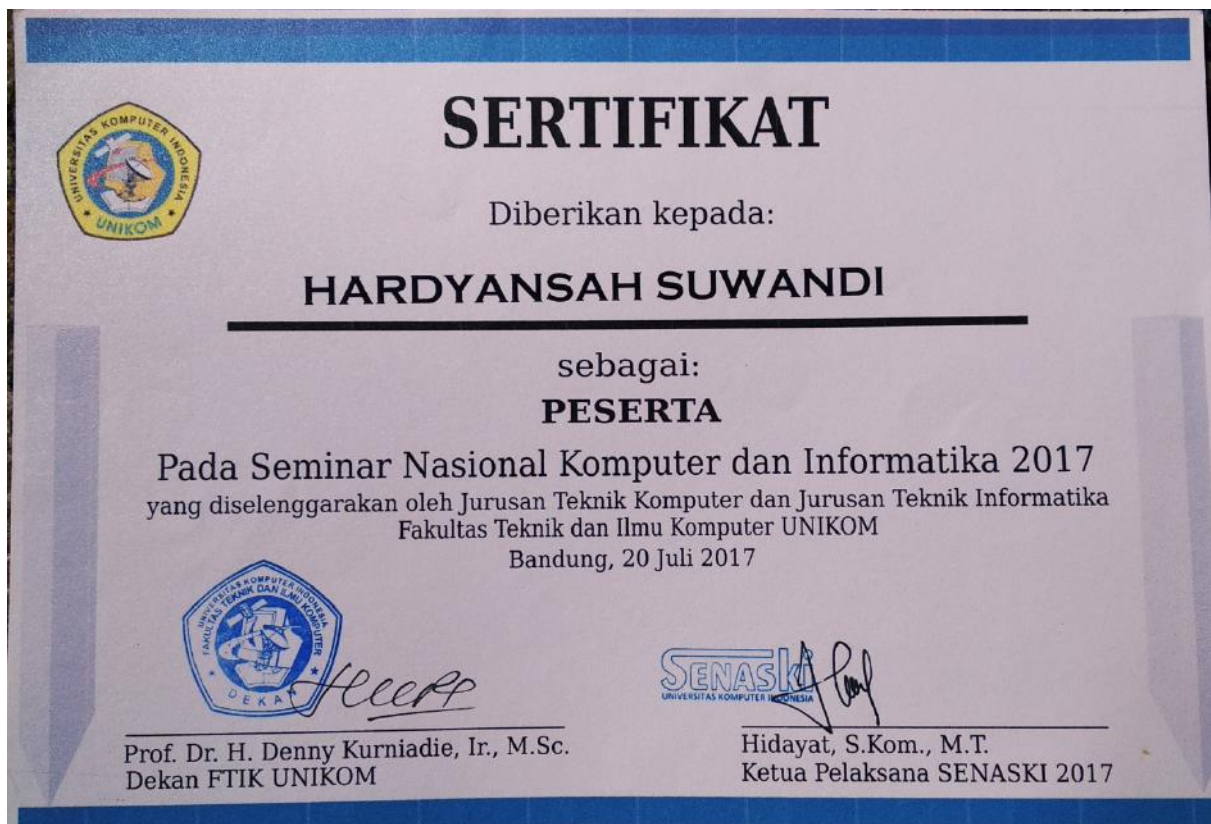 SERTIFIKAT
UNIVERSITAS KOMPUTER INDONESIA
UNIKOM
Diberikan kepada:
HARDYANSAH SUWANDI
sebagai:
PESERTA
Pada Seminar Nasional Komputer dan Informatika 2017
yang diselenggarakan oleh Jurusan Teknik Komputer dan Jurusan Teknik Informatika
Fakultas Teknik dan Ilmu Komputer UNIKOM
Bandung, 20 Juli 2017
UNIVERSITAS KOMPUTER INDONESIA
FAKULTAS TEKNIK DAN ILMU KOMPUTER
DEKAN
SENASKI
UNIVERSITAS KOMPUTER INDONESIA
Prof. Dr. H. Denny Kurniadie, Ir., M.Sc.
Dekan FTIK UNIKOM
Hidayat, S.Kom., M.T.
Ketua Pelaksana SENASKI 2017